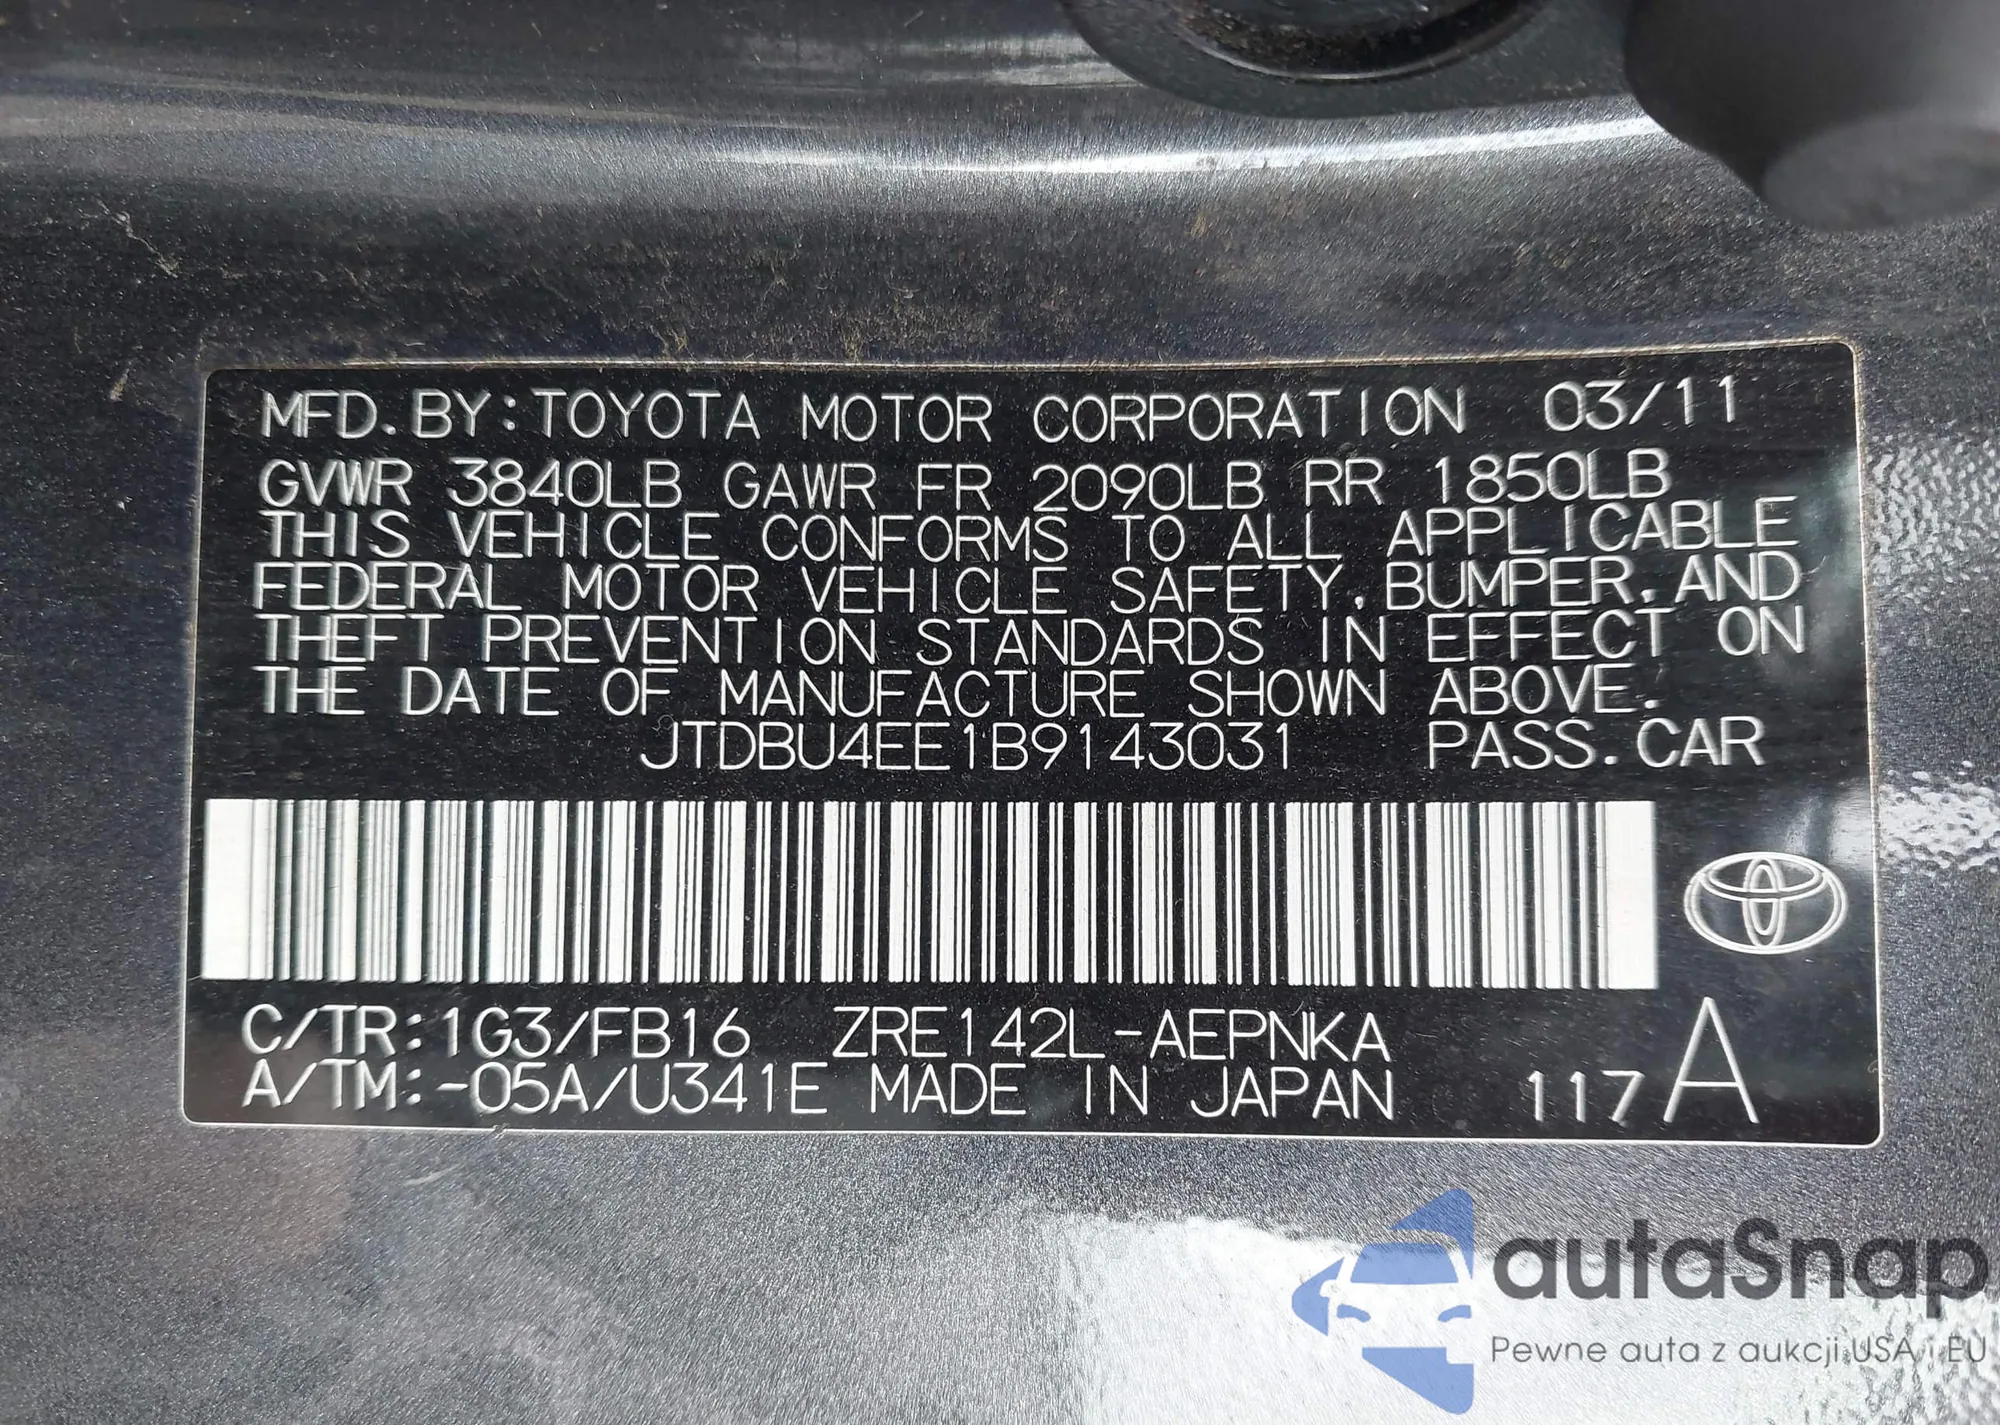 MFD.BY:TOYOTA MOTOR CORPORATION 03/11
GVWR 3840LB GAWR FR 2090LB RR 1850LB
THIS VEHICLE CONFORMS TO ALL APPLICABLE
FEDERAL MOTOR VEHICLE SAFETY,BUMPER,AND
THEFT PREVENTION STANDARDS IN EFFECT ON
THE DATE OF MANUFACTURE SHOWN ABOVE.
JTDBU4EE1B9143031 PASS.CAR
C/TR:1G3/FB16 ZRE142L-AEPNKA
A/TM:-05A/U341E MADE IN JAPAN 117 A
autaSnap
Pewne auta z aukcji USA i EU